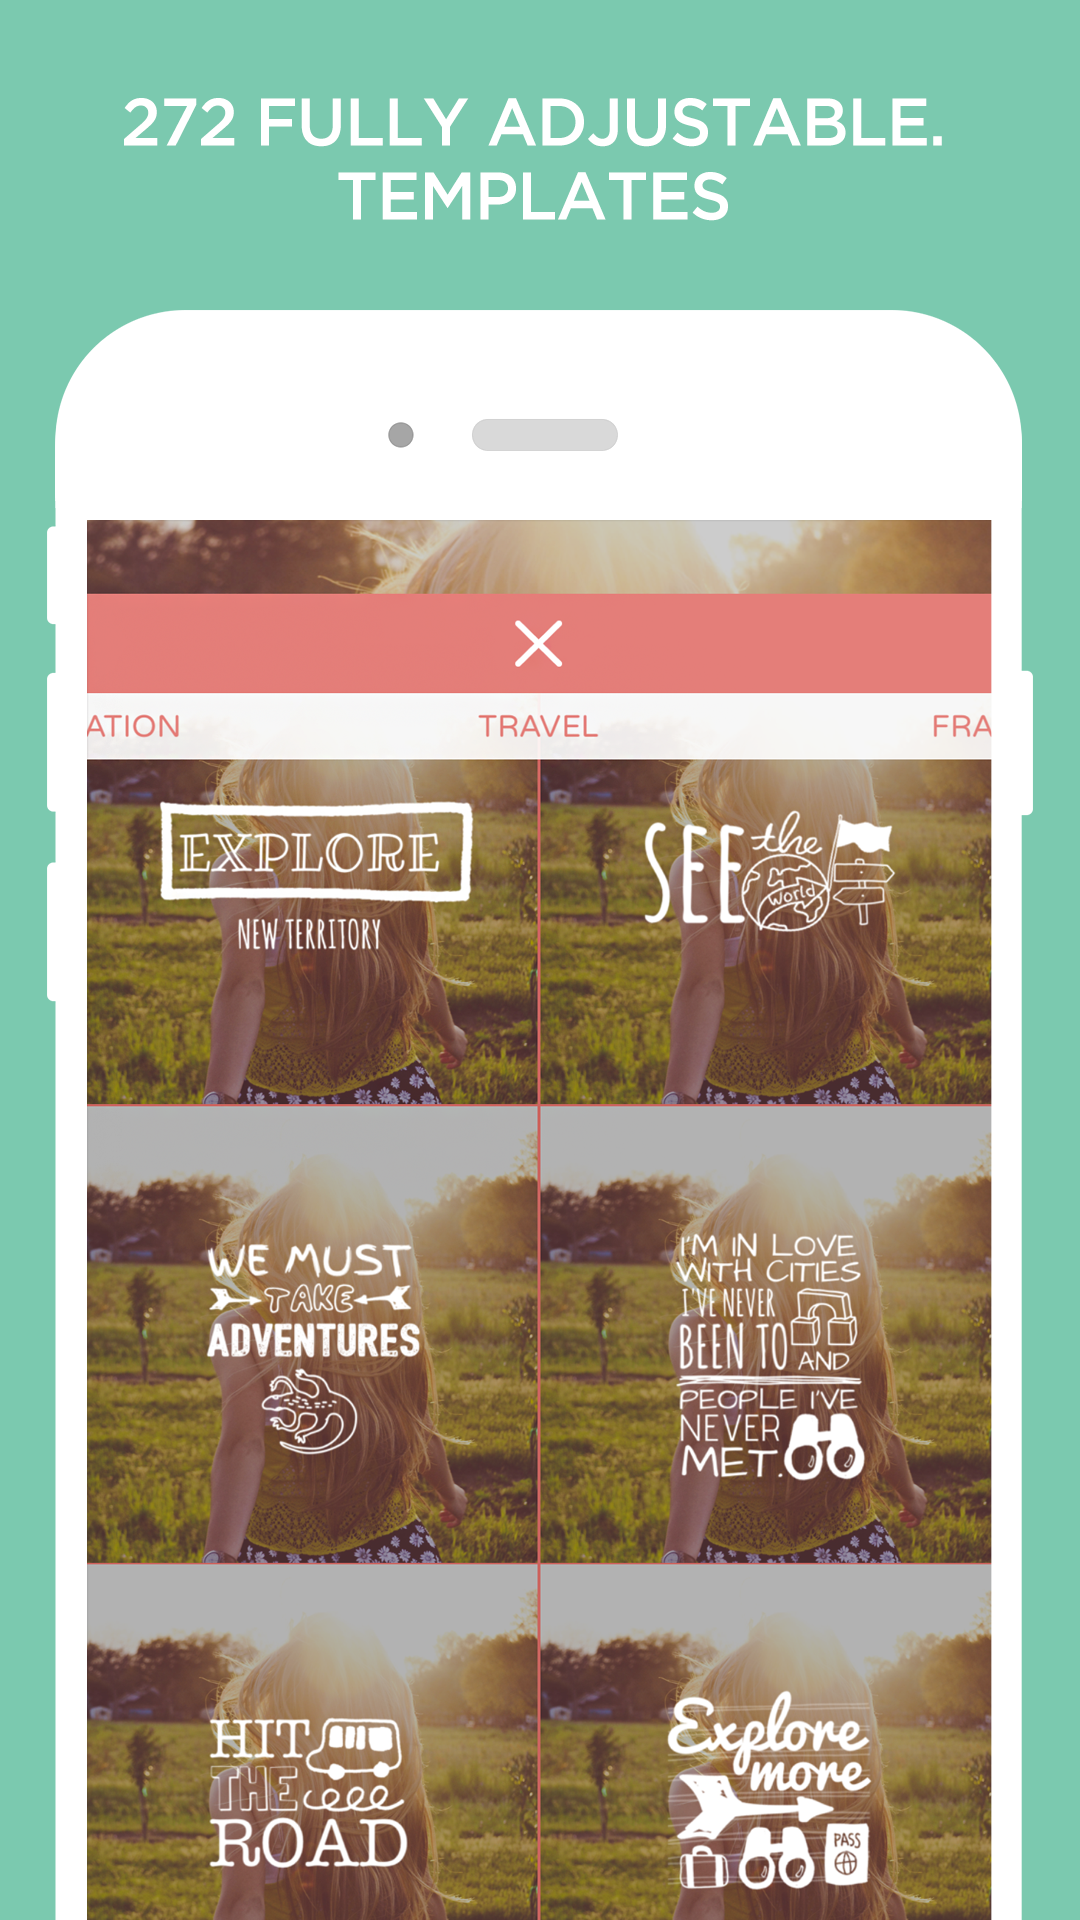 272 FULLY ADJUSTABLE.
TEMPLATES
ATION
TRAVEL
FRA
EXPLORE
NEW TERRITORY
SEE the
World
WE MUST
TAKE
ADVENTURES
I'M IN LOVE
WITH CITIES
I'VE NEVER
BEEN TO
AND
PEOPLE I'VE
NEVER
MET.
HIT
THE
ROAD
Explore
more
PASS